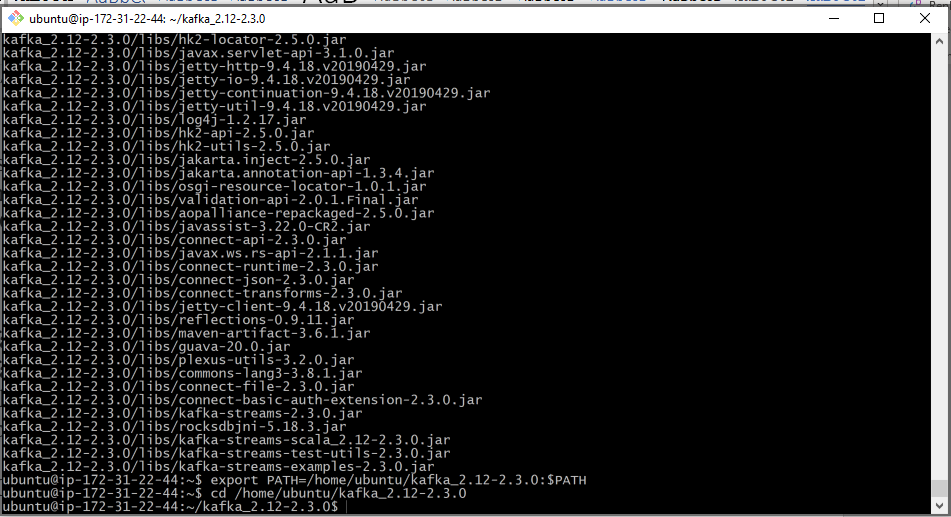 ubuntu@ip-172-31-22-44: ~/kafka_2.12-2.3.0
kafka_2.12-2.3.0/libs/hk2-locator-2.5.0.jar
kafka_2.12-2.3.0/libs/javax.servlet-api-3.1.0.jar
kafka_2.12-2.3.0/libs/jetty-http-9.4.18.v20190429.jar
kafka_2.12-2.3.0/libs/jetty-io-9.4.18.v20190429.jar
kafka_2.12-2.3.0/libs/jetty-continuation-9.4.18.v20190429.jar
kafka_2.12-2.3.0/libs/jetty-util-9.4.18.v20190429.jar
kafka_2.12-2.3.0/libs/log4j-1.2.17.jar
kafka_2.12-2.3.0/libs/hk2-api-2.5.0.jar
kafka_2.12-2.3.0/libs/hk2-utils-2.5.0.jar
kafka_2.12-2.3.0/libs/jakarta.inject-2.5.0.jar
kafka_2.12-2.3.0/libs/jakarta.annotation-api-1.3.4.jar
kafka_2.12-2.3.0/libs/osgi-resource-locator-1.0.1.jar
kafka_2.12-2.3.0/libs/validation-api-2.0.1.Final.jar
kafka_2.12-2.3.0/libs/aopalliance-repackaged-2.5.0.jar
kafka_2.12-2.3.0/libs/javassist-3.22.0-CR2.jar
kafka_2.12-2.3.0/libs/connect-api-2.3.0.jar
kafka_2.12-2.3.0/libs/javax.ws.rs-api-2.1.1.jar
kafka_2.12-2.3.0/libs/connect-runtime-2.3.0.jar
kafka_2.12-2.3.0/libs/connect-json-2.3.0.jar
kafka_2.12-2.3.0/libs/connect-transforms-2.3.0.jar
kafka_2.12-2.3.0/libs/jetty-client-9.4.18.v20190429.jar
kafka_2.12-2.3.0/libs/reflections-0.9.11.jar
kafka_2.12-2.3.0/libs/maven-artifact-3.6.1.jar
kafka_2.12-2.3.0/libs/guava-20.0.jar
kafka_2.12-2.3.0/libs/plexus-utils-3.2.0.jar
kafka_2.12-2.3.0/libs/commons-lang3-3.8.1.jar
kafka_2.12-2.3.0/libs/connect-file-2.3.0.jar
kafka_2.12-2.3.0/libs/connect-basic-auth-extension-2.3.0.jar
kafka_2.12-2.3.0/libs/kafka-streams-2.3.0.jar
kafka_2.12-2.3.0/libs/rocksdbjni-5.18.3.jar
kafka_2.12-2.3.0/libs/kafka-streams-scala_2.12-2.3.0.jar
kafka_2.12-2.3.0/libs/kafka-streams-test-utils-2.3.0.jar
kafka_2.12-2.3.0/libs/kafka-streams-examples-2.3.0.jar
ubuntu@ip-172-31-22-44:~$ export PATH=/home/ubuntu/kafka_2.12-2.3.0:$PATH
ubuntu@ip-172-31-22-44:~$ cd /home/ubuntu/kafka_2.12-2.3.0
ubuntu@ip-172-31-22-44:~/kafka_2.12-2.3.0$